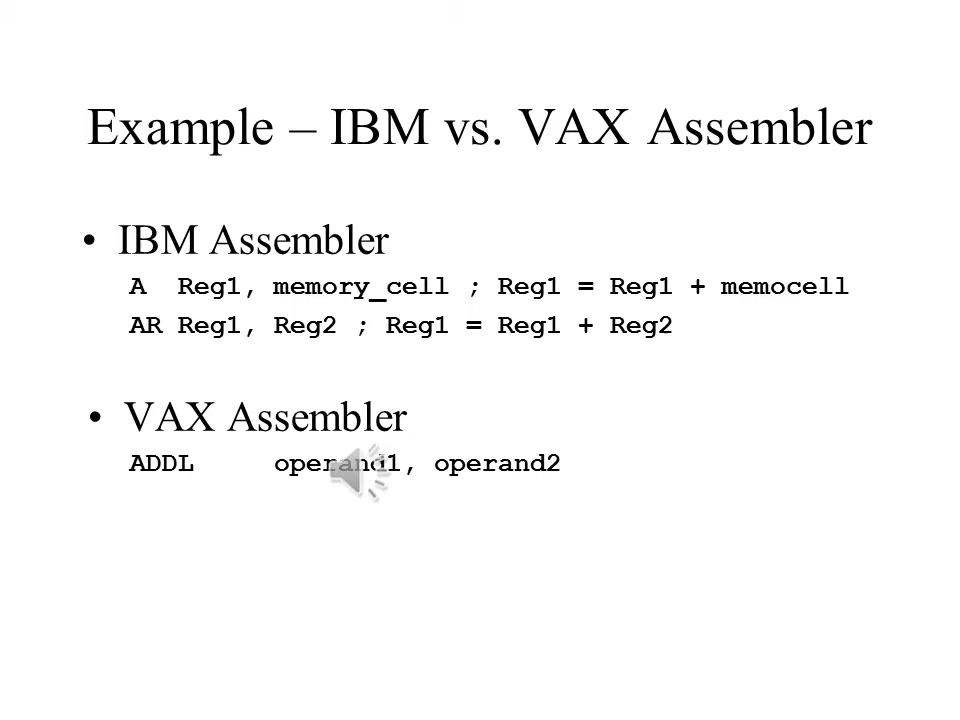 Example – IBM vs. VAX Assembler
• IBM Assembler
A  Reg1, memory_cell ; Reg1 = Reg1 + memocell
AR Reg1, Reg2 ; Reg1 = Reg1 + Reg2
• VAX Assembler
ADDL     operand1, operand2